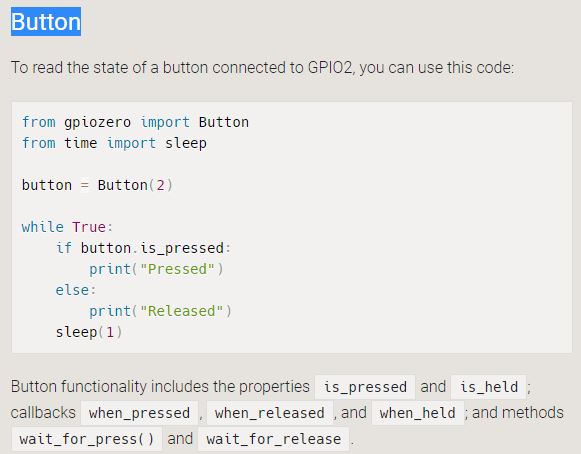 Button
To read the state of a button connected to GPIO2, you can use this code:
from gpiozero import Button
from time import sleep
button = Button(2)
while True:
    if button.is_pressed:
        print("Pressed")
    else:
        print("Released")
    sleep(1)
Button functionality includes the properties is_pressed and is_held ;
callbacks when_pressed , when_released , and when_held ; and methods
wait_for_press() and wait_for_release .